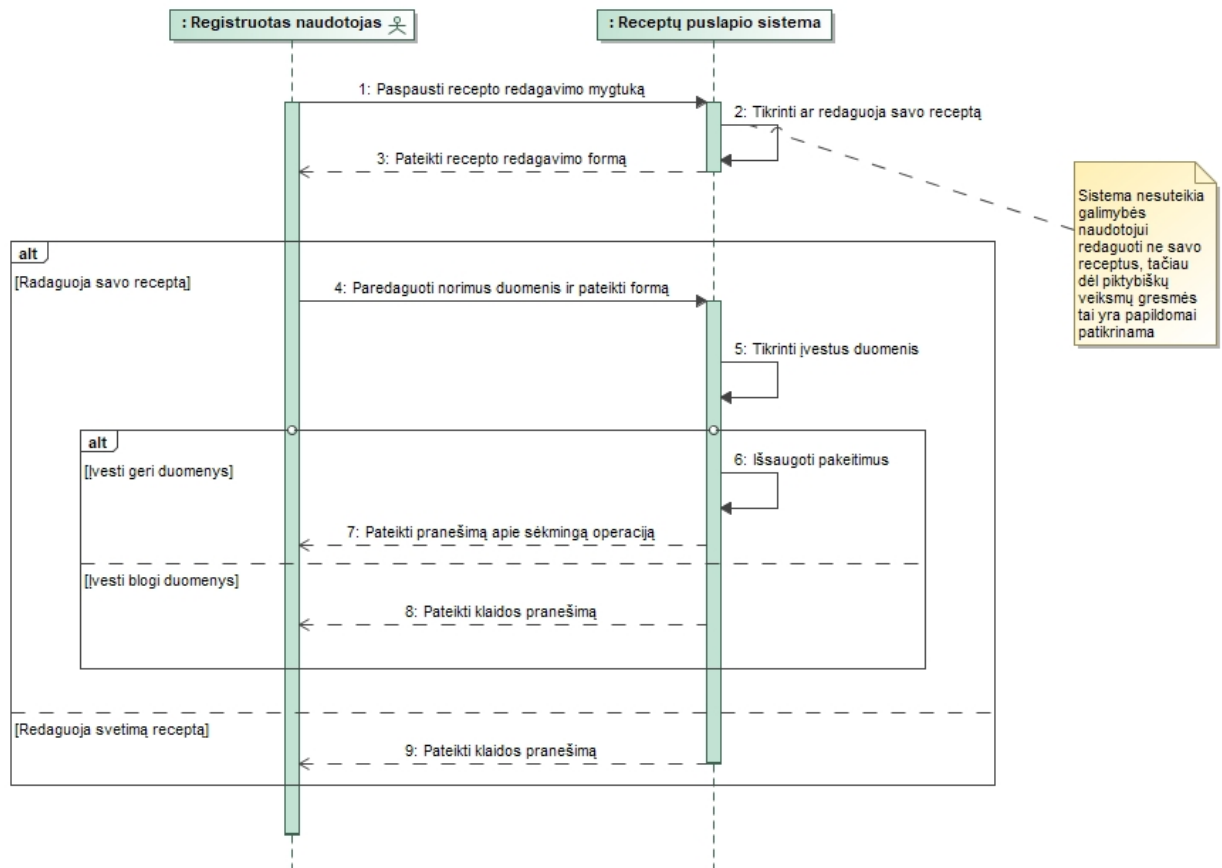 : Registruotas naudotojas
: Receptų puslapio sistema
1: Paspausti recepto redagavimo mygtuką
2: Tikrinti ar redaguoja savo receptą
3: Pateikti recepto redagavimo formą
Sistema nesuteikia
galimybės
naudotojui
redaguoti ne savo
receptus, tačiau
dėl piktybiškų
veiksmų gresmės
tai yra papildomai
patikrinama
alt
[Radaguoja savo receptą]
4: Paredaguoti norimus duomenis ir pateikti formą
5: Tikrinti įvestus duomenis
alt
[Įvesti geri duomenys]
6: Išsaugoti pakeitimus
7: Pateikti pranešimą apie sėkmingą operaciją
[Įvesti blogi duomenys]
8: Pateikti klaidos pranešimą
[Redaguoja svetimą receptą]
9: Pateikti klaidos pranešimą